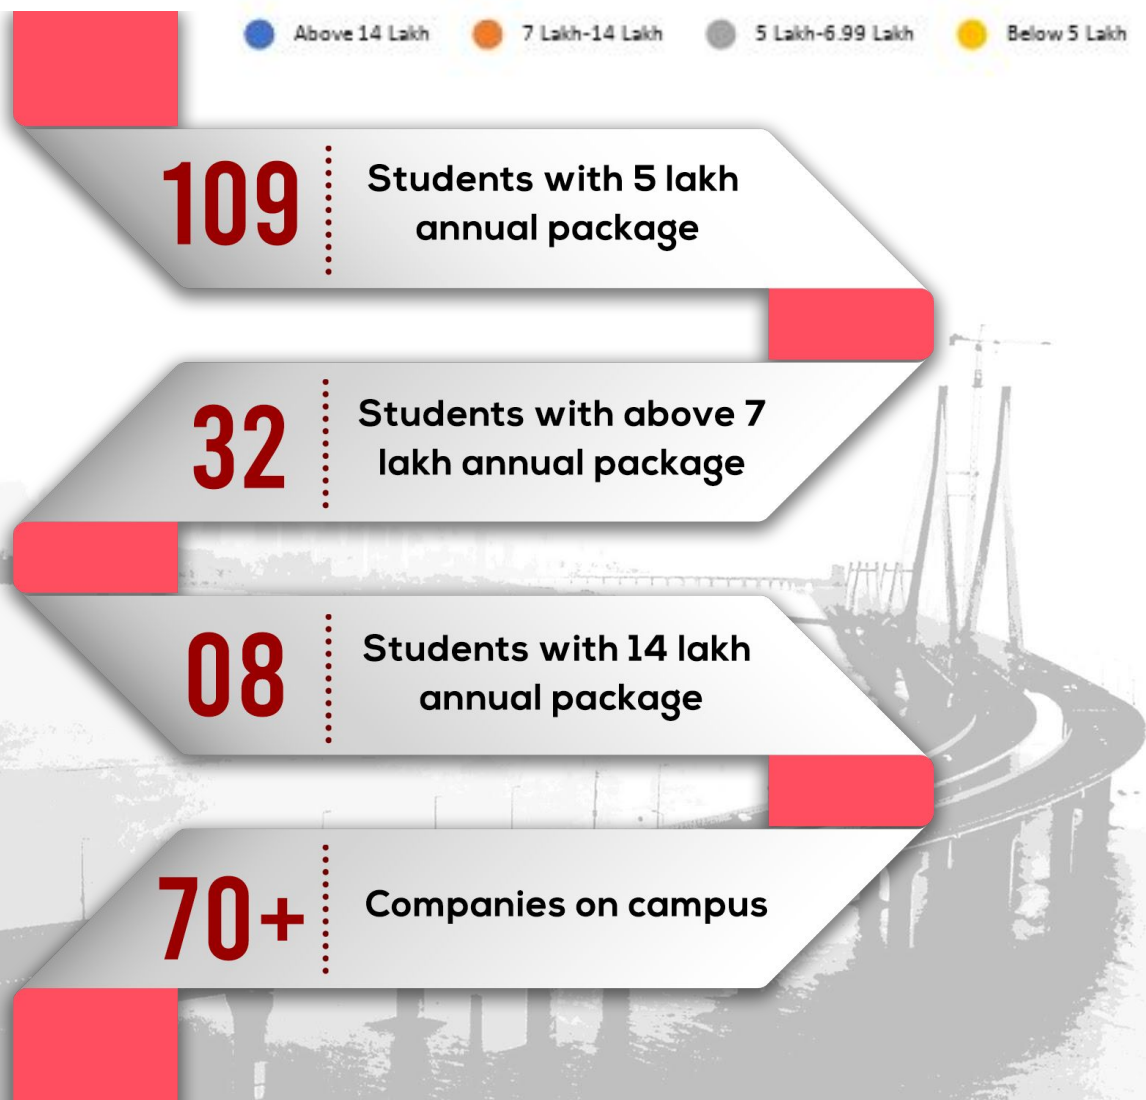 Above 14 Lakh 7 Lakh-14 Lakh 5 Lakh-6.99 Lakh Below 5 Lakh
109
Students with 5 lakh
annual package
32
Students with above 7
lakh annual package
08
Students with 14 lakh
annual package
70+
Companies on campus